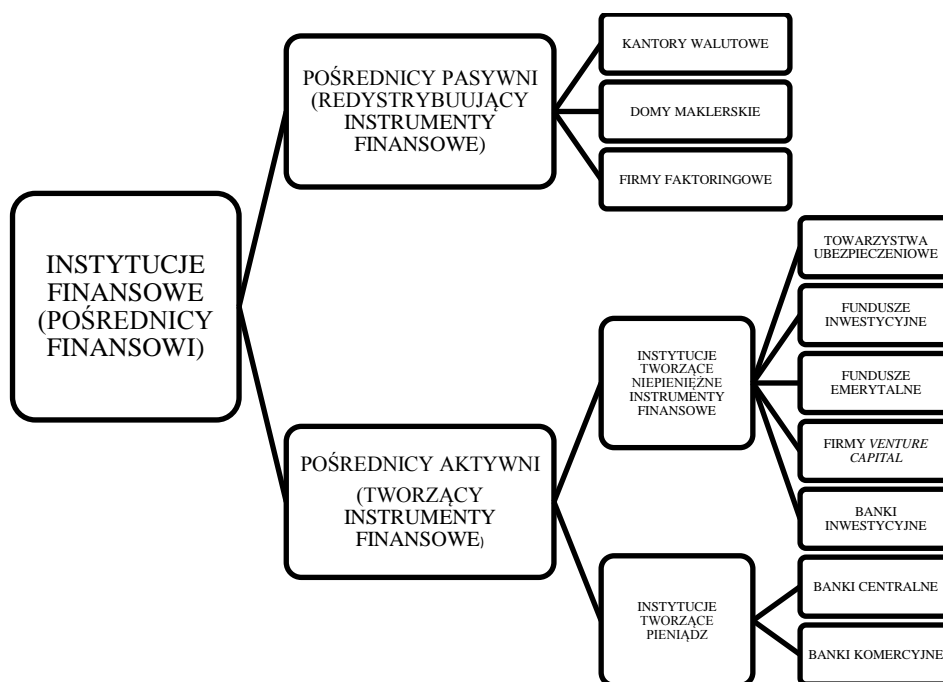 INSTYTUCJE
FINANSOWE
(POŚREDNICY
FINANSOWI)
POŚREDNICY PASYWNI
(REDYSTRYBUUJĄCY
INSTRUMENTY
FINANSOWE)
KANTORY WALUTOWE
DOMY MAKLERSKIE
FIRMY FAKTORINGOWE
POŚREDNICY AKTYWNI
(TWORZĄCY
INSTRUMENTY
FINANSOWE)
INSTYTUCJE
TWORZĄCE
NIEPIENIĘŻNE
INSTRUMENTY
FINANSOWE
TOWARZYSTWA
UBEZPIECZENIOWE
FUNDUSZE
INWESTYCYJNE
FUNDUSZE
EMERYTALNE
FIRMY VENTURE
CAPITAL
BANKI
INWESTYCYJNE
INSTYTUCJE
TWORZĄCE
PIENIĄDZ
BANKI CENTRALNE
BANKI KOMERCYJNE